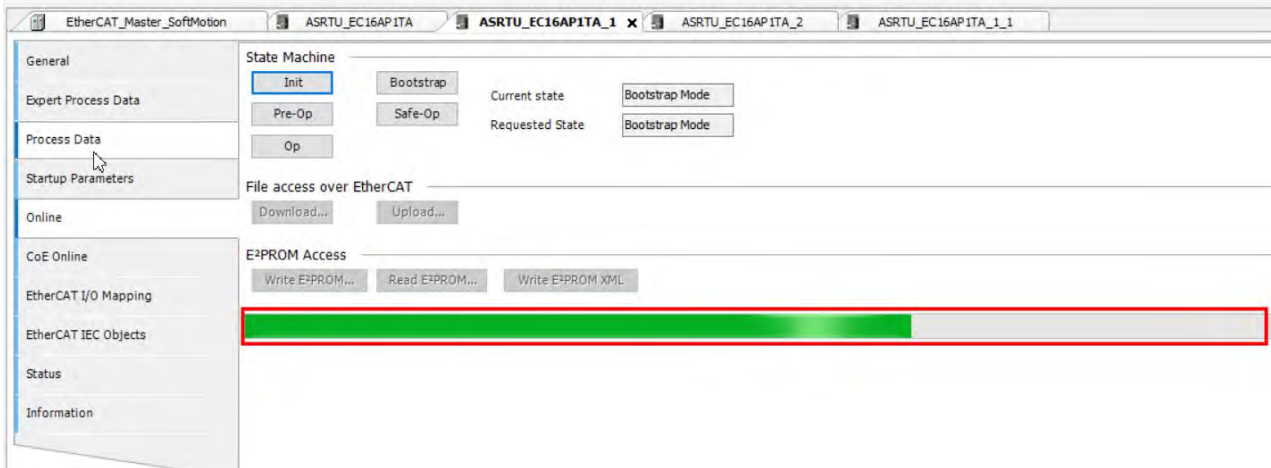 EtherCAT_Master_SoftMotion ASRTU_EC16AP1TA ASRTU_EC16AP1TA_1 x ASRTU_EC16AP1TA_2 ASRTU_EC16AP1TA_1_1
General
Expert Process Data
Process Data
Startup Parameters
Online
CoE Online
EtherCAT I/O Mapping
EtherCAT IEC Objects
Status
Information
State Machine
Init Bootstrap
Pre-Op Safe-Op
Op
Current state Bootstrap Mode
Requested State Bootstrap Mode
File access over EtherCAT
Download... Upload...
E²PROM Access
Write E²PROM... Read E²PROM... Write E²PROM XML